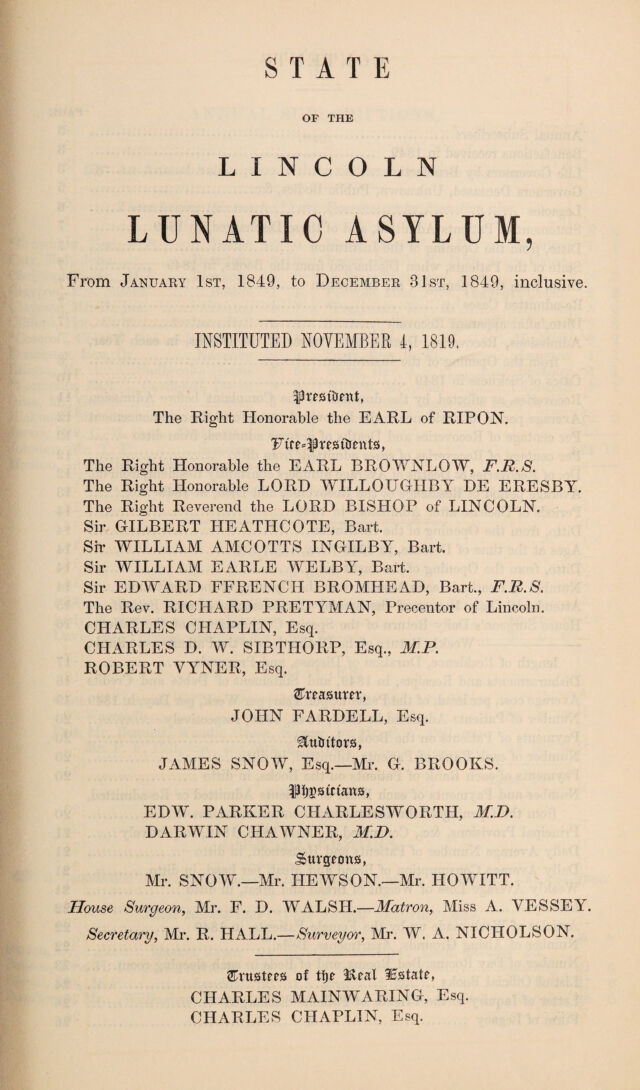 STATE
OF THE
LINCOLN
LUNATIC ASYLUM,
From January 1st, 1849, to December 31st, 1849, inclusive.
INSTITUTED NOVEMBER 4, 1819.
President,
The Right Honorable the EARL of RIPON.
Vice-Presidents,
The Right Honorable the EARL BROWNLOW, F.R.S.
The Right Honorable LORD WILLOUGHBY DE ERESBY.
The Right Reverend the LORD BISHOP of LINCOLN.
Sir GILBERT HEATHCOTE, Bart.
Sir WILLIAM AMCOTTS INGILBY, Bart.
Sir WILLIAM EARLE WELBY, Bart.
Sir EDWARD FFRENCH BROMHEAD, Bart., F.R.S.
The Rev. RICHARD PRETYMAN, Precentor of Lincoln.
CHARLES CHAPLIN, Esq.
CHARLES D. W. SIBTHORP, Esq., M.P.
ROBERT VYNER, Esq.
Treasurer,
JOHN FARDELL, Esq.
Auditors,
JAMES SNOW, Esq.—Mr. G. BROOKS.
Physicians,
EDW. PARKER CHARLESWORTH, M.D.
DARWIN CHAWNER, M.D.
Surgeons,
Mr. SNOW.—Mr. HEWSON.—Mr. HOWITT.
House Surgeon, Mr. F. D. WALSH.—Matron, Miss A. VESSEY.
Secretary, Mr. R. HALL.—Surveyor, Mr. W. A. NICHOLSON.
Trustees of the Real Estate,
CHARLES MAINWARING, Esq.
CHARLES CHAPLIN, Esq.